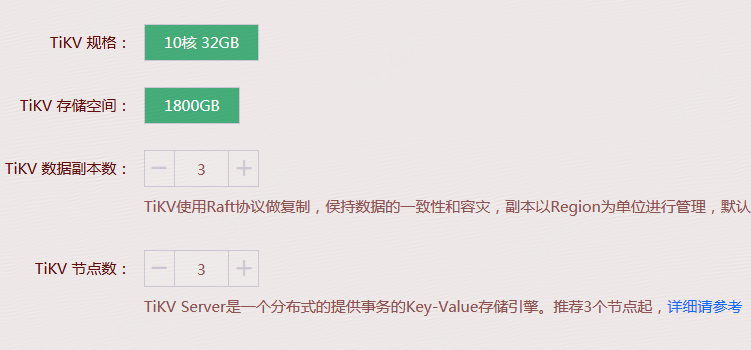 TiKV 规格： 10核 32GB
TiKV 存储空间： 1800GB
TiKV 数据副本数： － 3 ＋
TiKV使用Raft协议做复制，侯持数据的一致性和容灾，副本以Region为单位进行管理，默认
TiKV 节点数： － 3 ＋
TiKV Server是一个分布式的提供事务的Key-Value存储引擎。推荐3个节点起，详细请参考